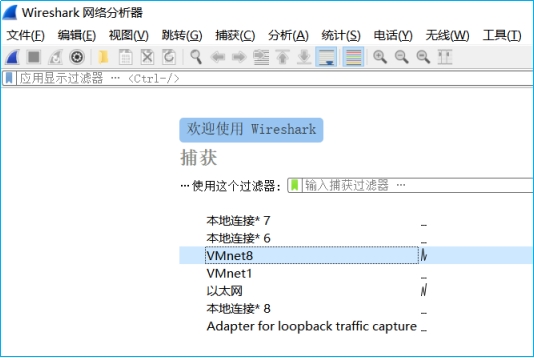 Wireshark 网络分析器
文件(F) 编辑(E) 视图(V) 跳转(G) 捕获(C) 分析(A) 统计(S) 电话(Y) 无线(W) 工具(T)
应用显示过滤器 … <Ctrl-/>
欢迎使用 Wireshark
捕获
…使用这个过滤器: 输入捕获过滤器 …
本地连接* 7
本地连接* 6
VMnet8
VMnet1
以太网
本地连接* 8
Adapter for loopback traffic capture